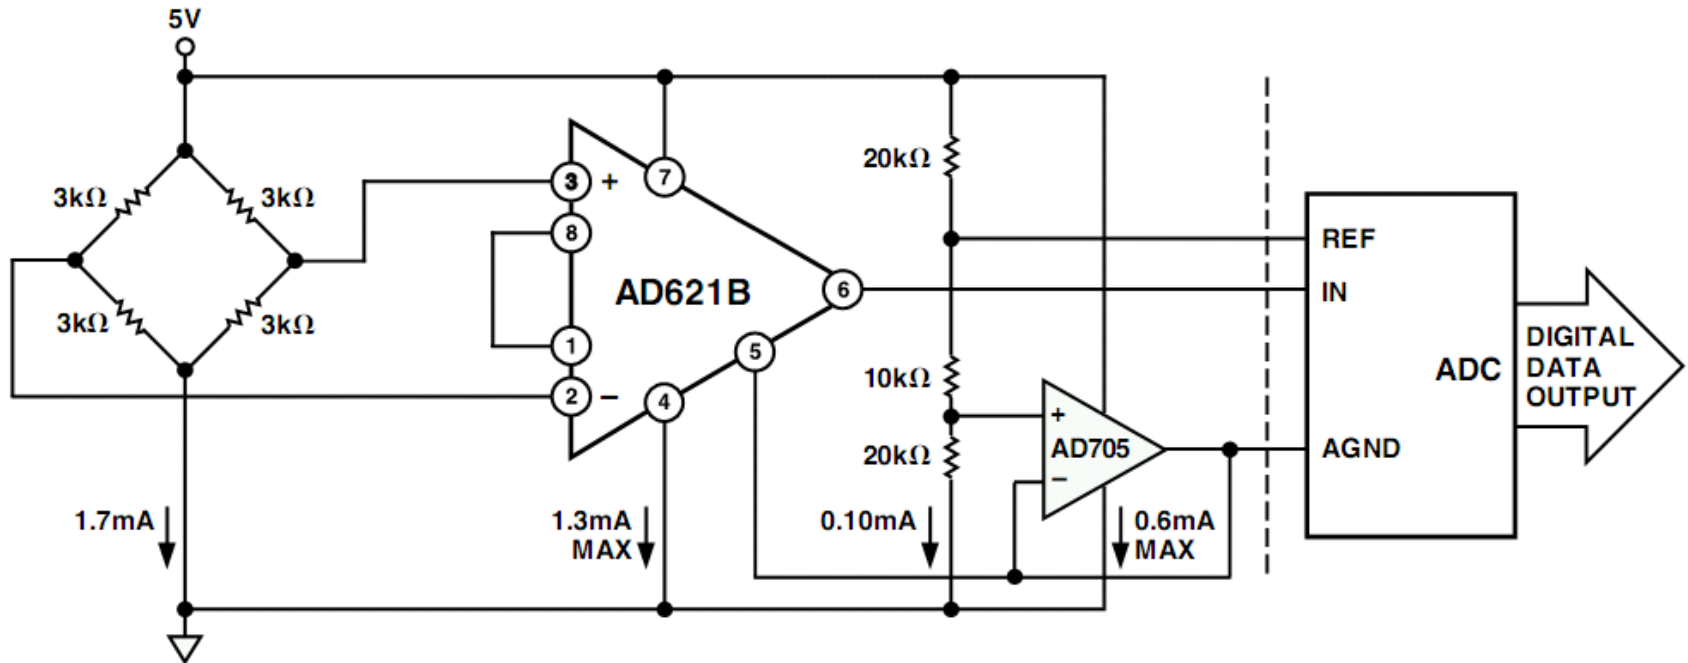 5V
3kΩ
3kΩ
3kΩ
3kΩ
1.7mA
3
+
8
1
2
−
7
AD621B
6
5
4
1.3mA
MAX
20kΩ
10kΩ
20kΩ
0.10mA
+
AD705
−
0.6mA
MAX
REF
IN
ADC
AGND
DIGITAL
DATA
OUTPUT